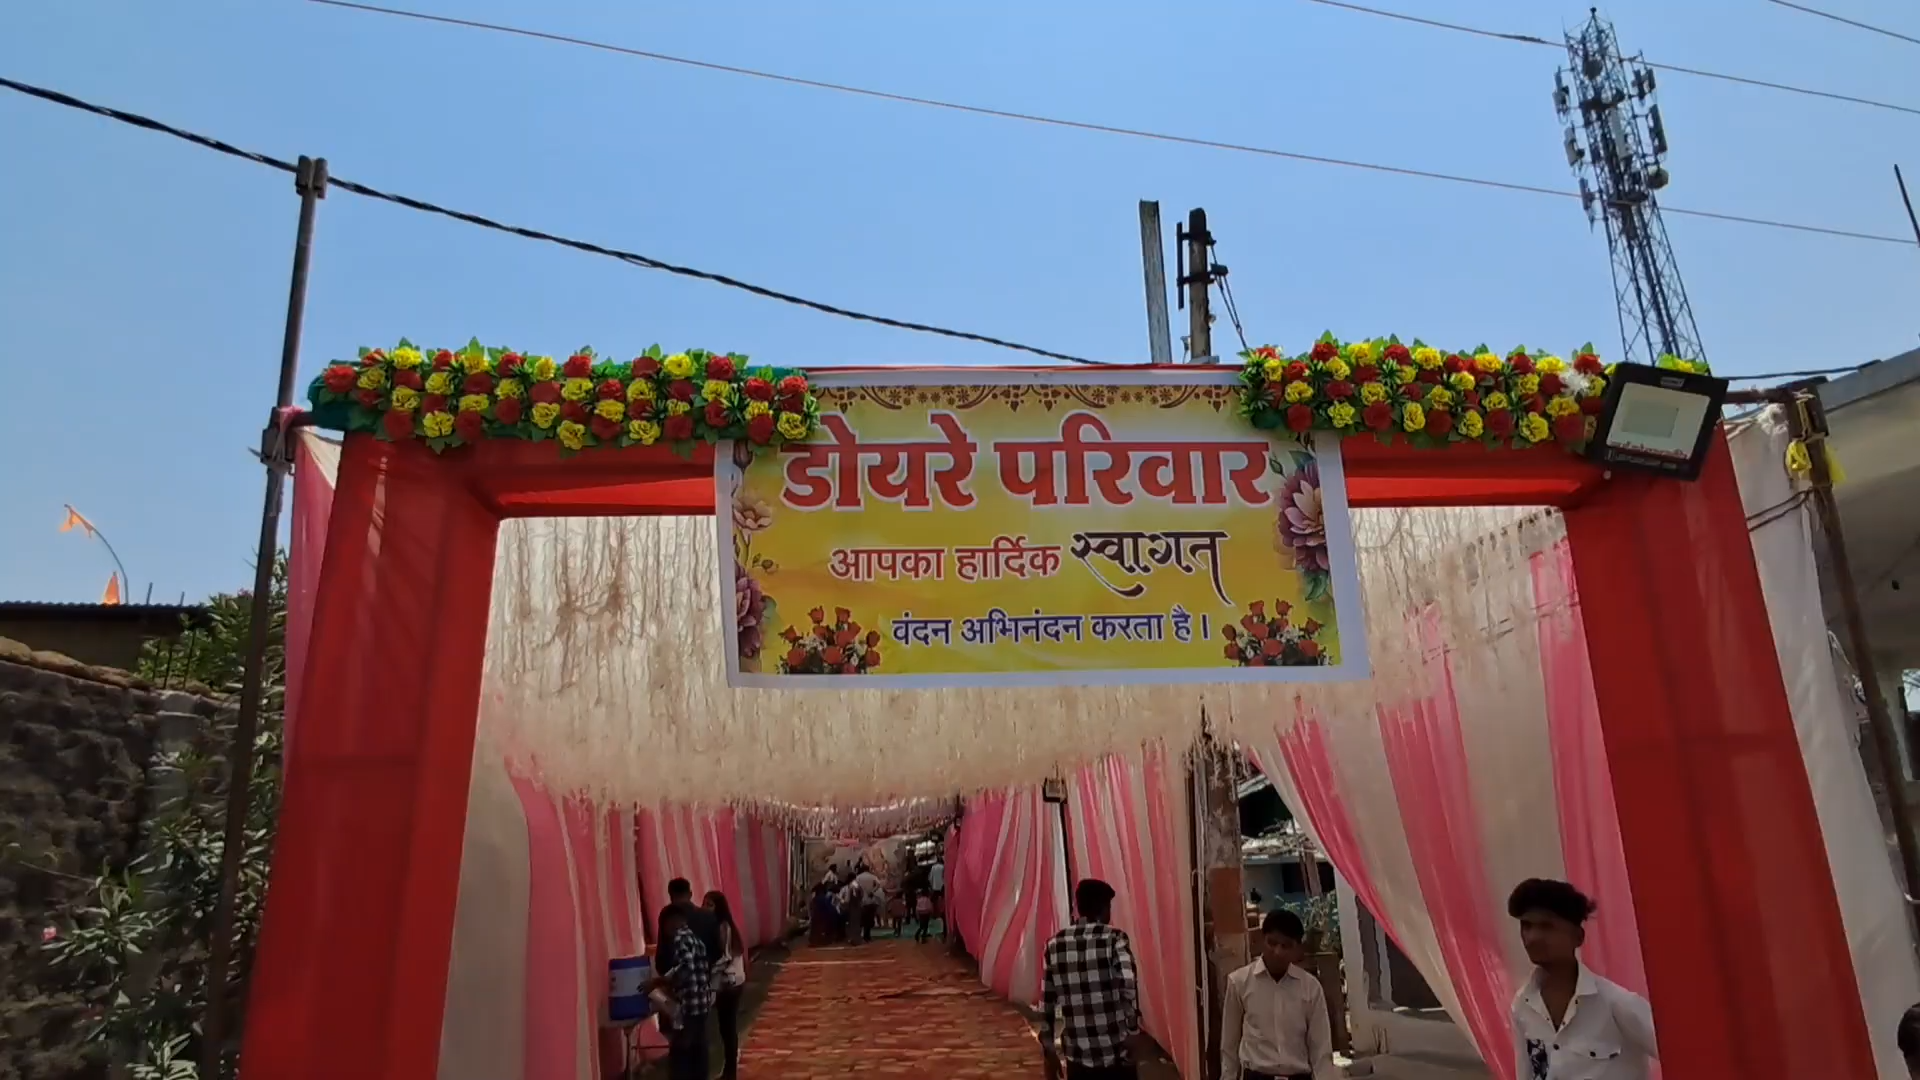 डोयरे परिवार
आपका हार्दिक स्वागत
वंदन अभिनंदन करता है।